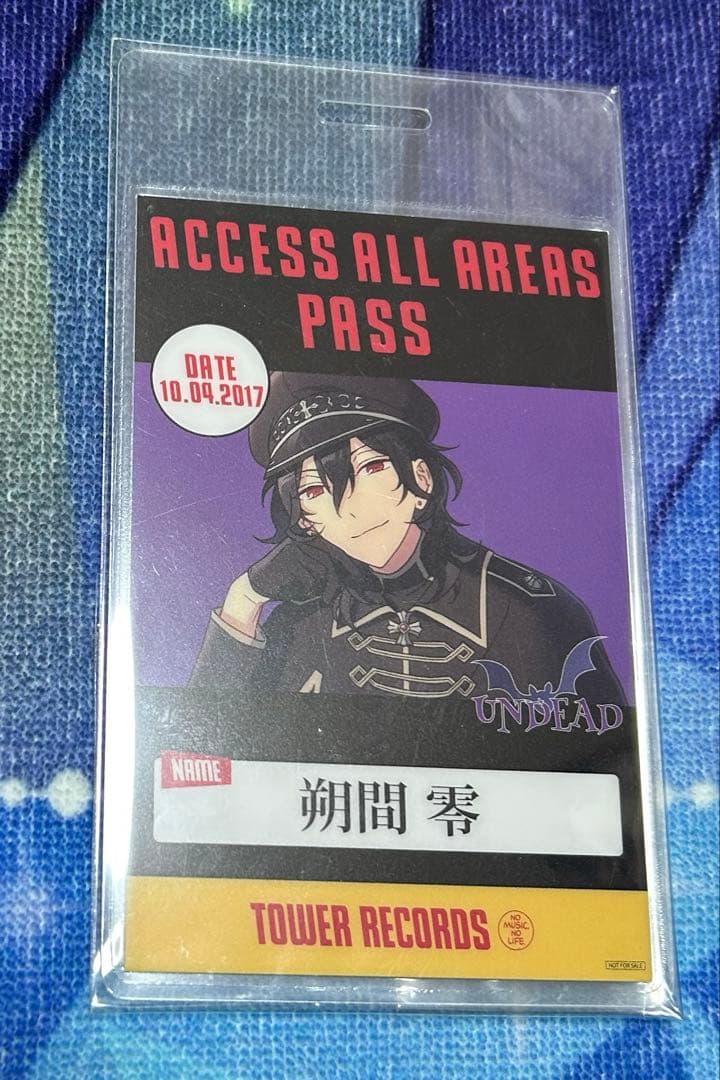 ACCESS ALL AREAS
PASS
DATE
10.04.2017
UNDEAD
NAME
朔間 零
TOWER RECORDS
NO
MUSIC,
NO
LIFE.
NOT FOR SALE